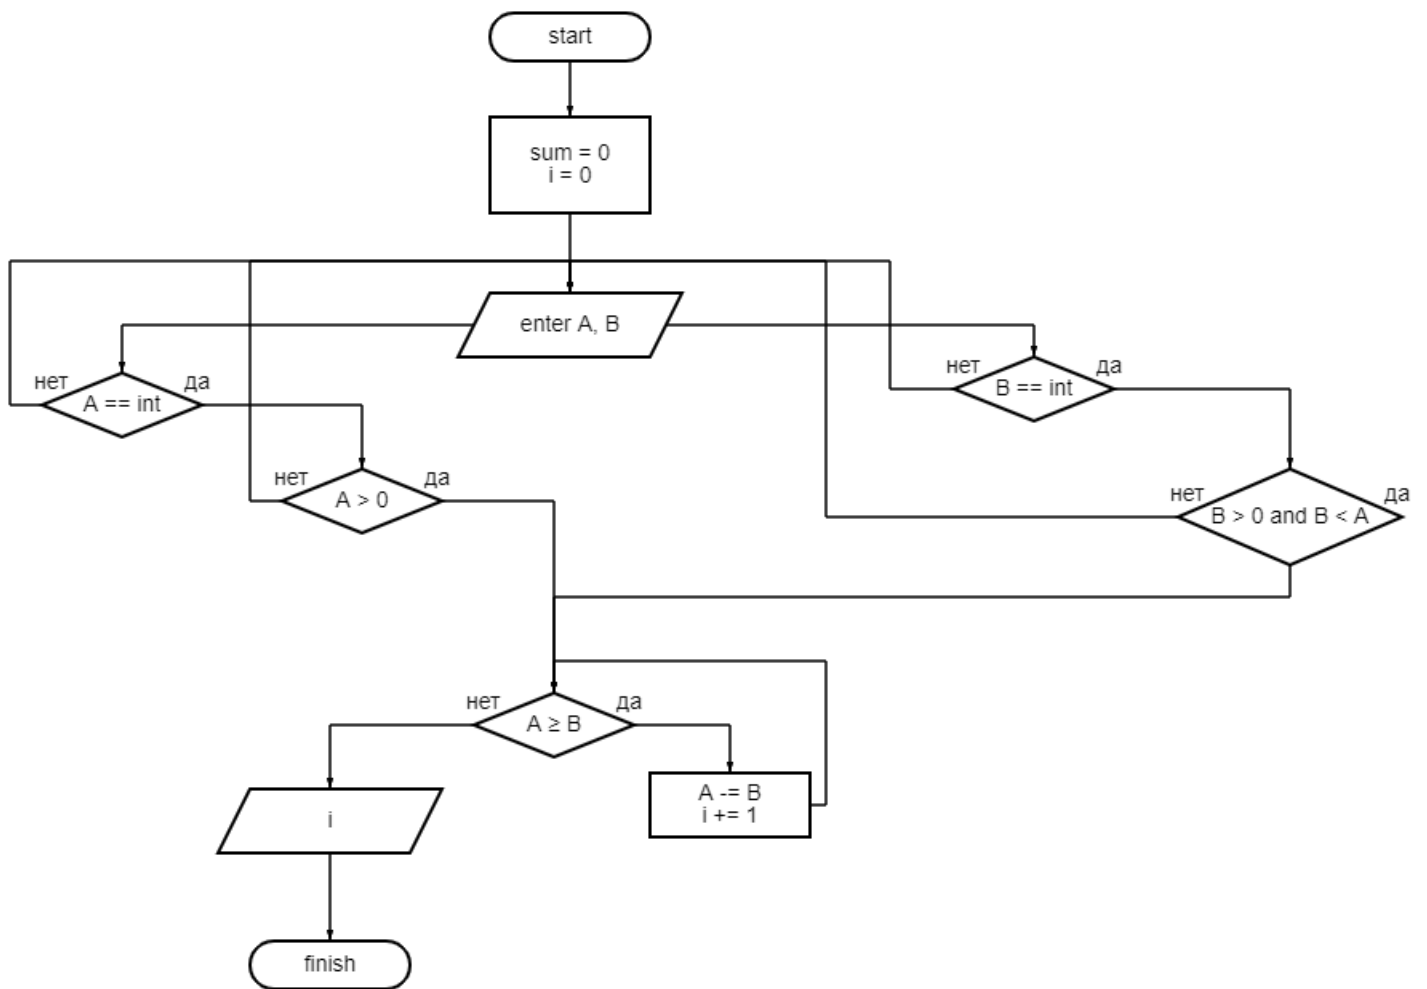 start
sum = 0
i = 0
enter A, B
нет
да
A == int
нет
да
B == int
нет
да
A > 0
нет
да
B > 0 and B < A
нет
да
A ≥ B
A -= B
i += 1
i
finish